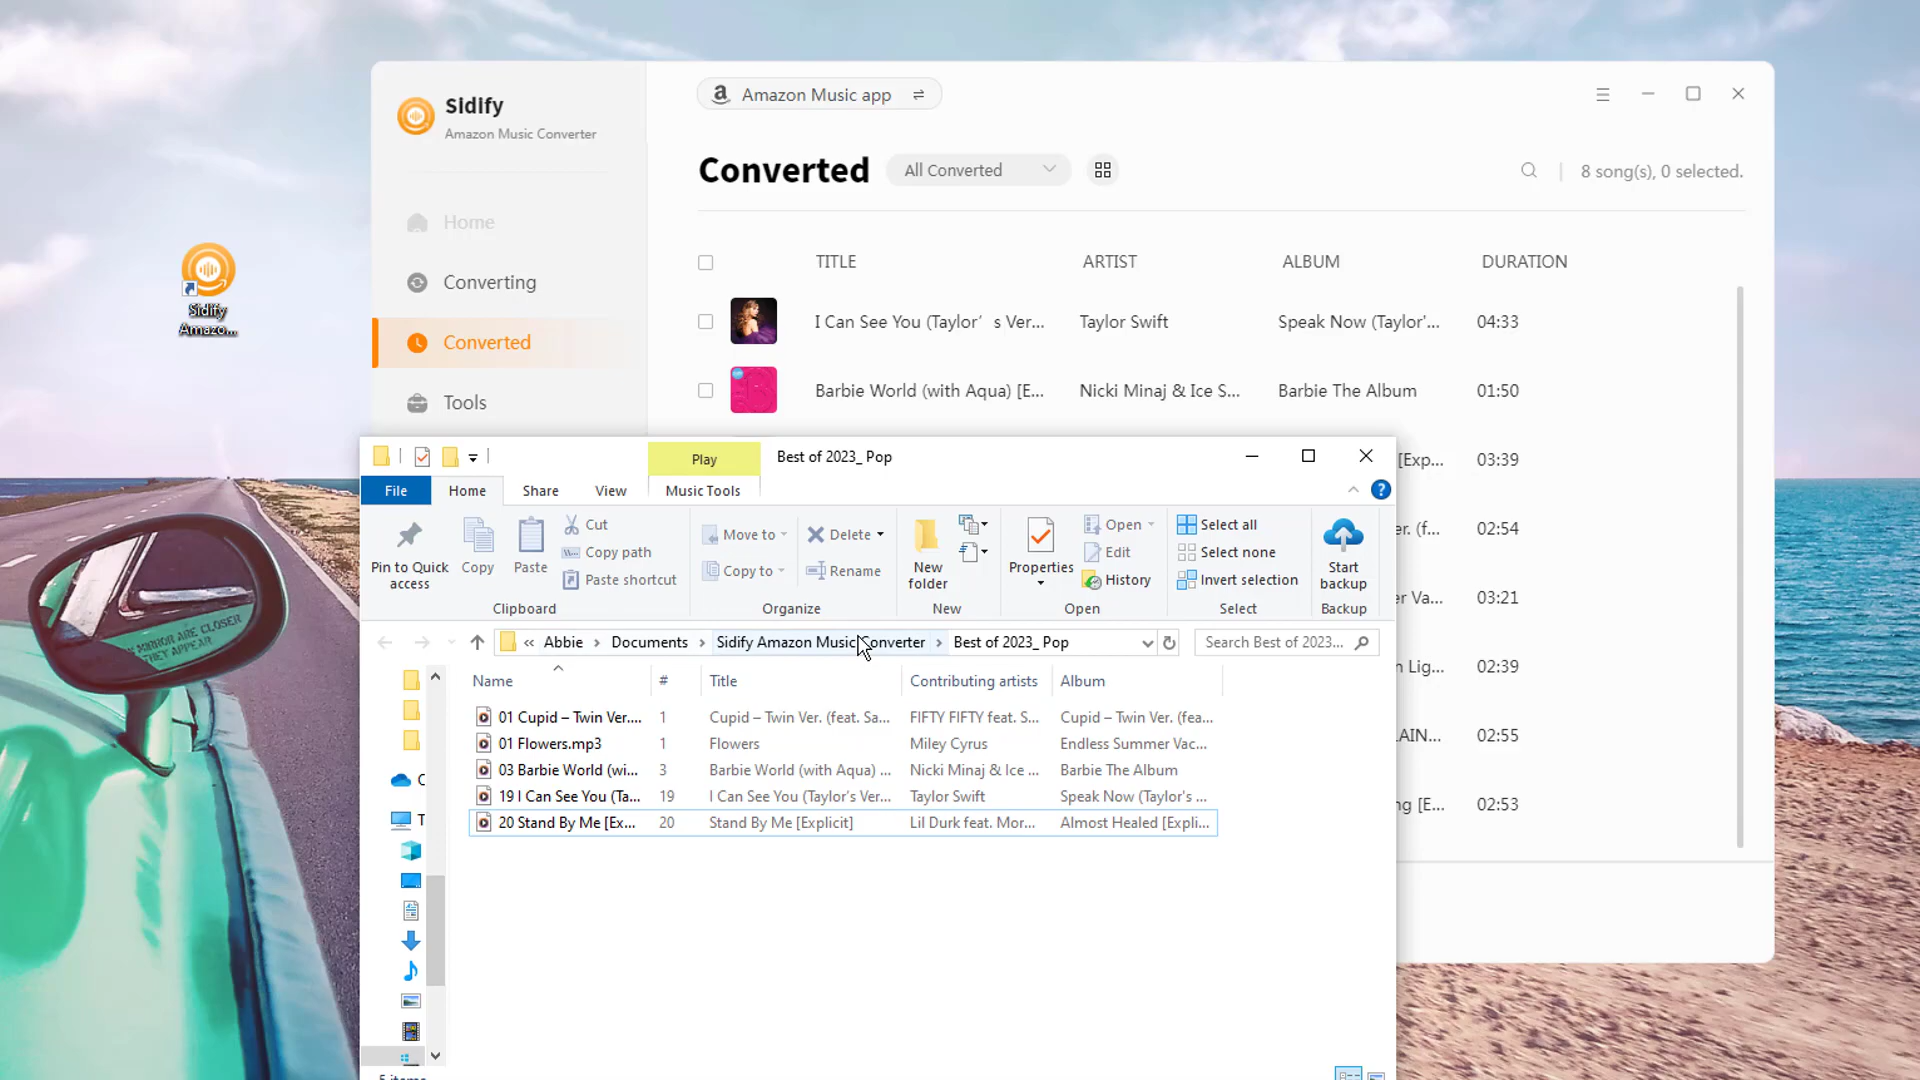 Sidify
Amazo...
Sidify
Amazon Music Converter
Home
Converting
Converted
Tools
Amazon Music app
Converted
All Converted
8 song(s), 0 selected.
TITLE ARTIST ALBUM DURATION
I Can See You (Taylor’s Ver... Taylor Swift Speak Now (Taylor'... 04:33
Barbie World (with Aqua) [E... Nicki Minaj & Ice S... Barbie The Album 01:50
[Exp... 03:39
r. (f... 02:54
r Va... 03:21
n Lig... 02:39
AIN... 02:55
ng [E... 02:53
Play Best of 2023_ Pop
File Home Share View Music Tools
Pin to Quick access
Copy
Paste
Cut
Copy path
Paste shortcut
Clipboard
Move to
Copy to
Delete
Rename
Organize
New folder
New
Properties
Open
Edit
History
Open
Select all
Select none
Invert selection
Select
Start backup
Backup
« Abbie › Documents › Sidify Amazon Music Converter › Best of 2023_ Pop
Search Best of 2023...
Name # Title Contributing artists Album
01 Cupid – Twin Ver.... 1 Cupid – Twin Ver. (feat. Sa... FIFTY FIFTY feat. S... Cupid – Twin Ver. (fea...
01 Flowers.mp3 1 Flowers Miley Cyrus Endless Summer Vac...
03 Barbie World (wi... 3 Barbie World (with Aqua) ... Nicki Minaj & Ice ... Barbie The Album
19 I Can See You (Ta... 19 I Can See You (Taylor's Ver... Taylor Swift Speak Now (Taylor's ...
20 Stand By Me [Ex... 20 Stand By Me [Explicit] Lil Durk feat. Mor... Almost Healed [Expli...
MIRROR ARE CLOSER
THEY APPEAR